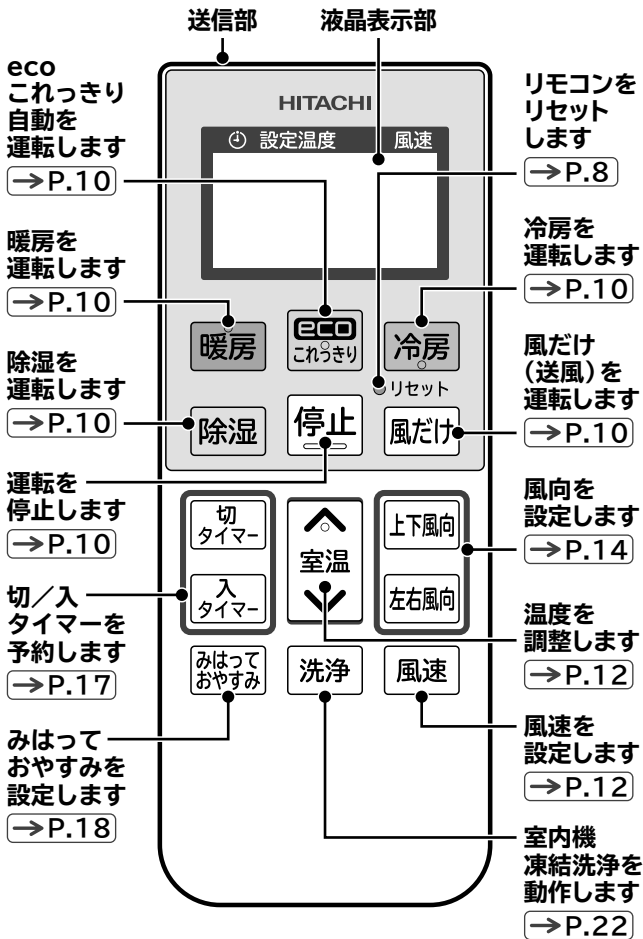 送信部
液晶表示部
eco
これっきり
自動を
運転します
→P.10
暖房を
運転します
→P.10
除湿を
運転します
→P.10
運転を
停止します
→P.10
切／入
タイマーを
予約します
→P.17
みはって
おやすみを
設定します
→P.18
HITACHI
設定温度 風速
暖房
eco
これっきり
冷房
リセット
除湿
停止
風だけ
切
タイマー
室温
上下風向
入
タイマー
左右風向
みはって
おやすみ
洗浄
風速
リモコンを
リセット
します
→P.8
冷房を
運転します
→P.10
風だけ
（送風）を
運転します
→P.10
風向を
設定します
→P.14
温度を
調整します
→P.12
風速を
設定します
→P.12
室内機
凍結洗浄を
動作します
→P.22